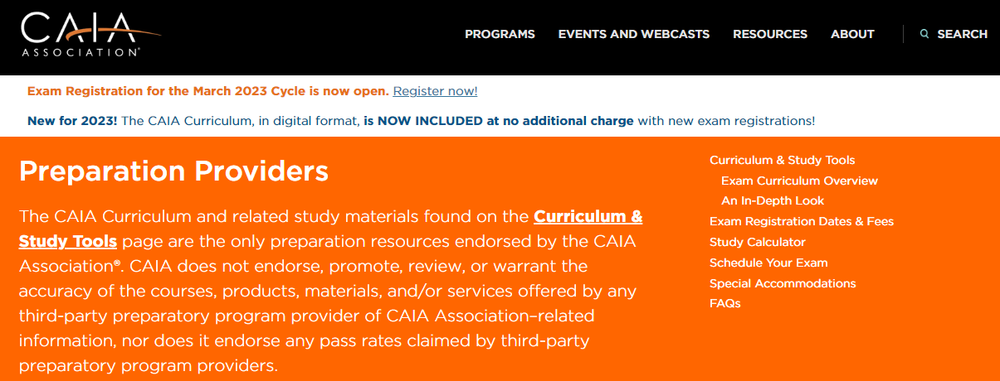 CAIA
ASSOCIATION®
PROGRAMS EVENTS AND WEBCASTS RESOURCES ABOUT SEARCH
Exam Registration for the March 2023 Cycle is now open. Register now!
New for 2023! The CAIA Curriculum, in digital format, is NOW INCLUDED at no additional charge with new exam registrations!
Preparation Providers
The CAIA Curriculum and related study materials found on the Curriculum &
Study Tools page are the only preparation resources endorsed by the CAIA
Association®. CAIA does not endorse, promote, review, or warrant the
accuracy of the courses, products, materials, and/or services offered by any
third-party preparatory program provider of CAIA Association–related
information, nor does it endorse any pass rates claimed by third-party
preparatory program providers.
Curriculum & Study Tools
Exam Curriculum Overview
An In-Depth Look
Exam Registration Dates & Fees
Study Calculator
Schedule Your Exam
Special Accommodations
FAQs